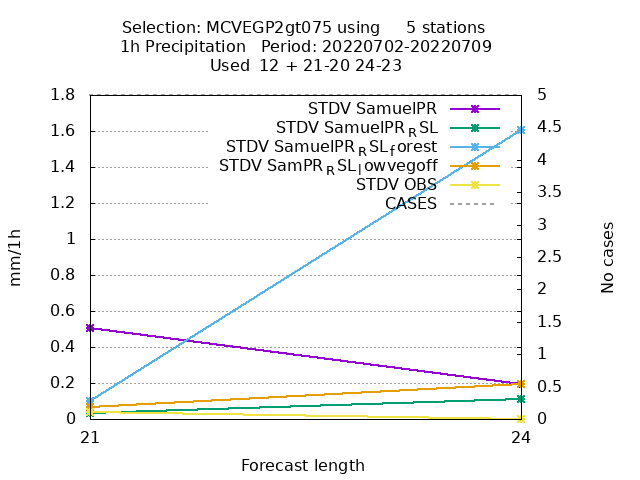 Selection: MCVEGP2gt075 using 5 stations
1h Precipitation Period: 20220702-20220709
Used 12 + 21-20 24-23
1.8
1.6
1.4
1.2
1
0.8
0.6
0.4
0.2
0
mm/1h
5
4.5
4
3.5
3
2.5
2
1.5
1
0.5
0
No cases
STDV SamuelPR
STDV SamuelPR_RSL
STDV SamuelPR_RSL_forest
STDV SamPR_RSL_lowvegoff
STDV OBS
CASES
21
24
Forecast length